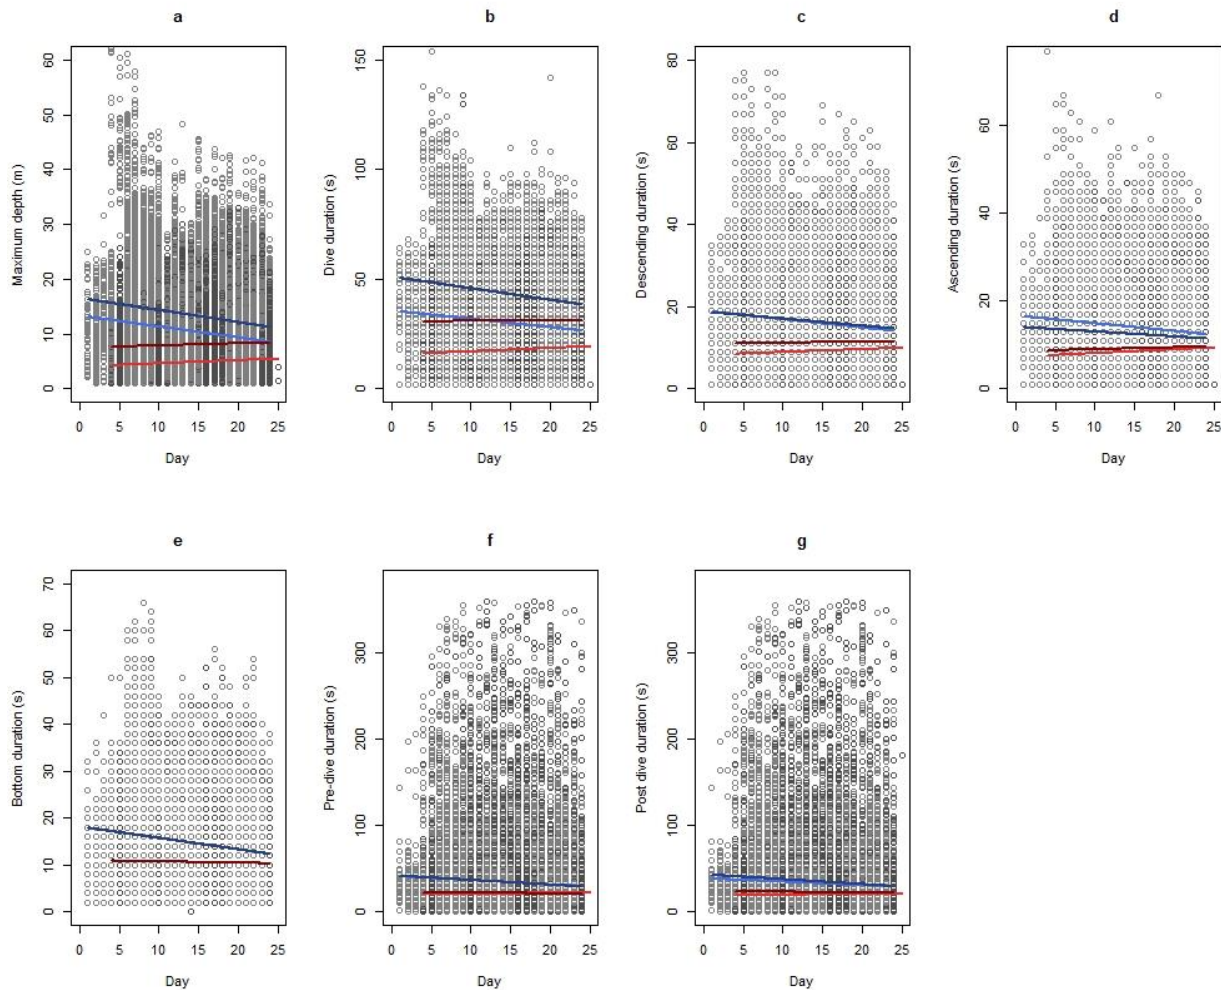 a b c d
Maximum depth (m)
60
50
40
30
20
10
0
0 5 10 15 20 25
Day
Dive duration (s)
150
100
50
0
0 5 10 15 20 25
Day
Descending duration (s)
80
60
40
20
0
0 5 10 15 20 25
Day
Ascending duration (s)
60
40
20
0
0 5 10 15 20 25
Day
e f g
Bottom duration (s)
70
60
50
40
30
20
10
0
0 5 10 15 20 25
Day
Pre-dive duration (s)
300
200
100
0
0 5 10 15 20 25
Day
Post dive duration (s)
300
200
100
0
0 5 10 15 20 25
Day